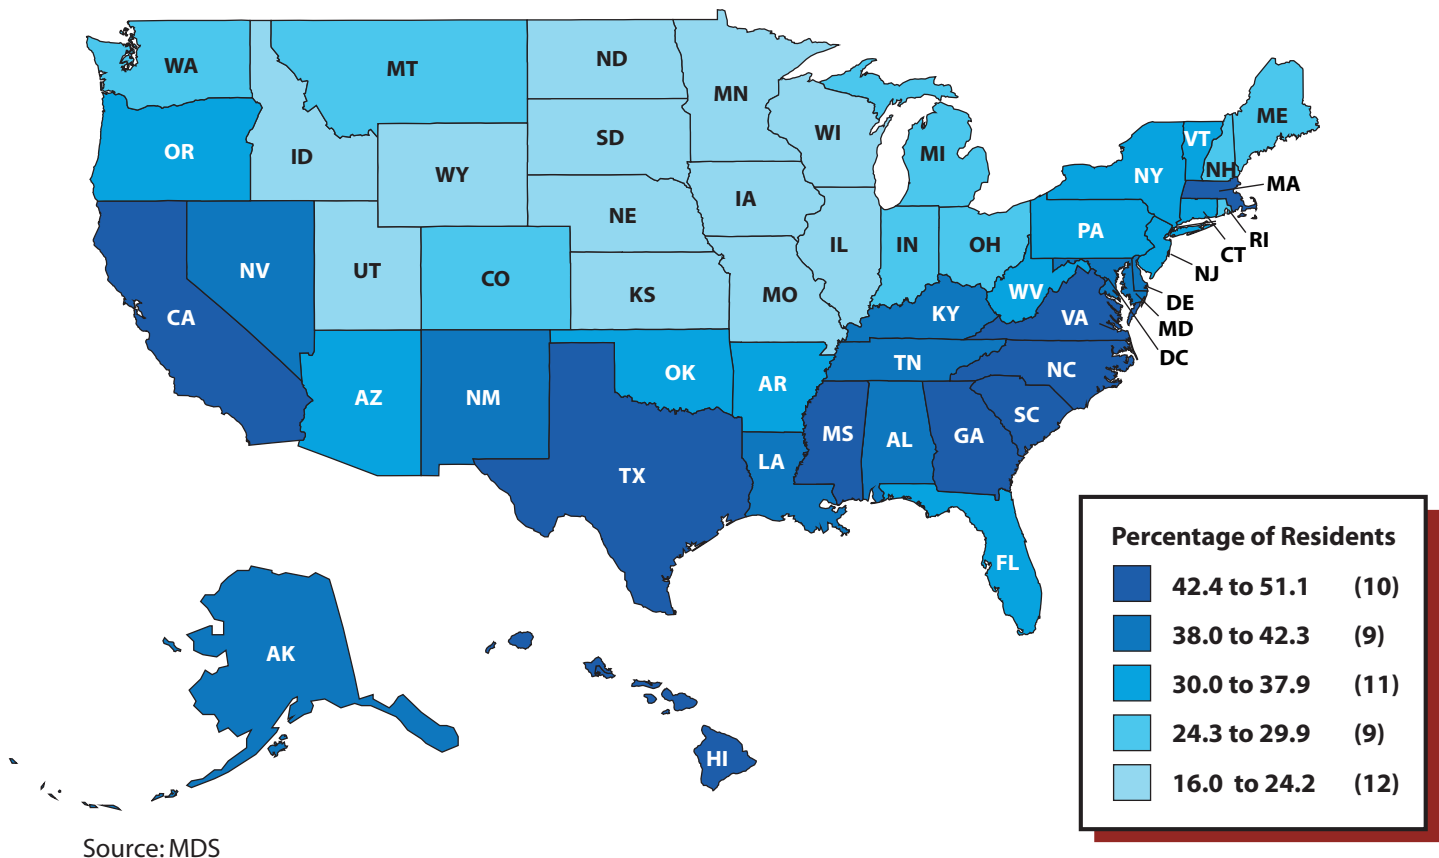 WA
MT
ND
MN
ME
OR
ID
WY
SD
WI
MI
VT
NH
NY
MA
NV
UT
CO
NE
IA
IL
IN
OH
PA
RI
CT
NJ
CA
KS
MO
KY
WV
VA
DE
MD
DC
AZ
NM
OK
AR
TN
NC
SC
TX
LA
MS
AL
GA
FL
AK
HI
Percentage of Residents
42.4 to 51.1 (10)
38.0 to 42.3 (9)
30.0 to 37.9 (11)
24.3 to 29.9 (9)
16.0 to 24.2 (12)
Source: MDS